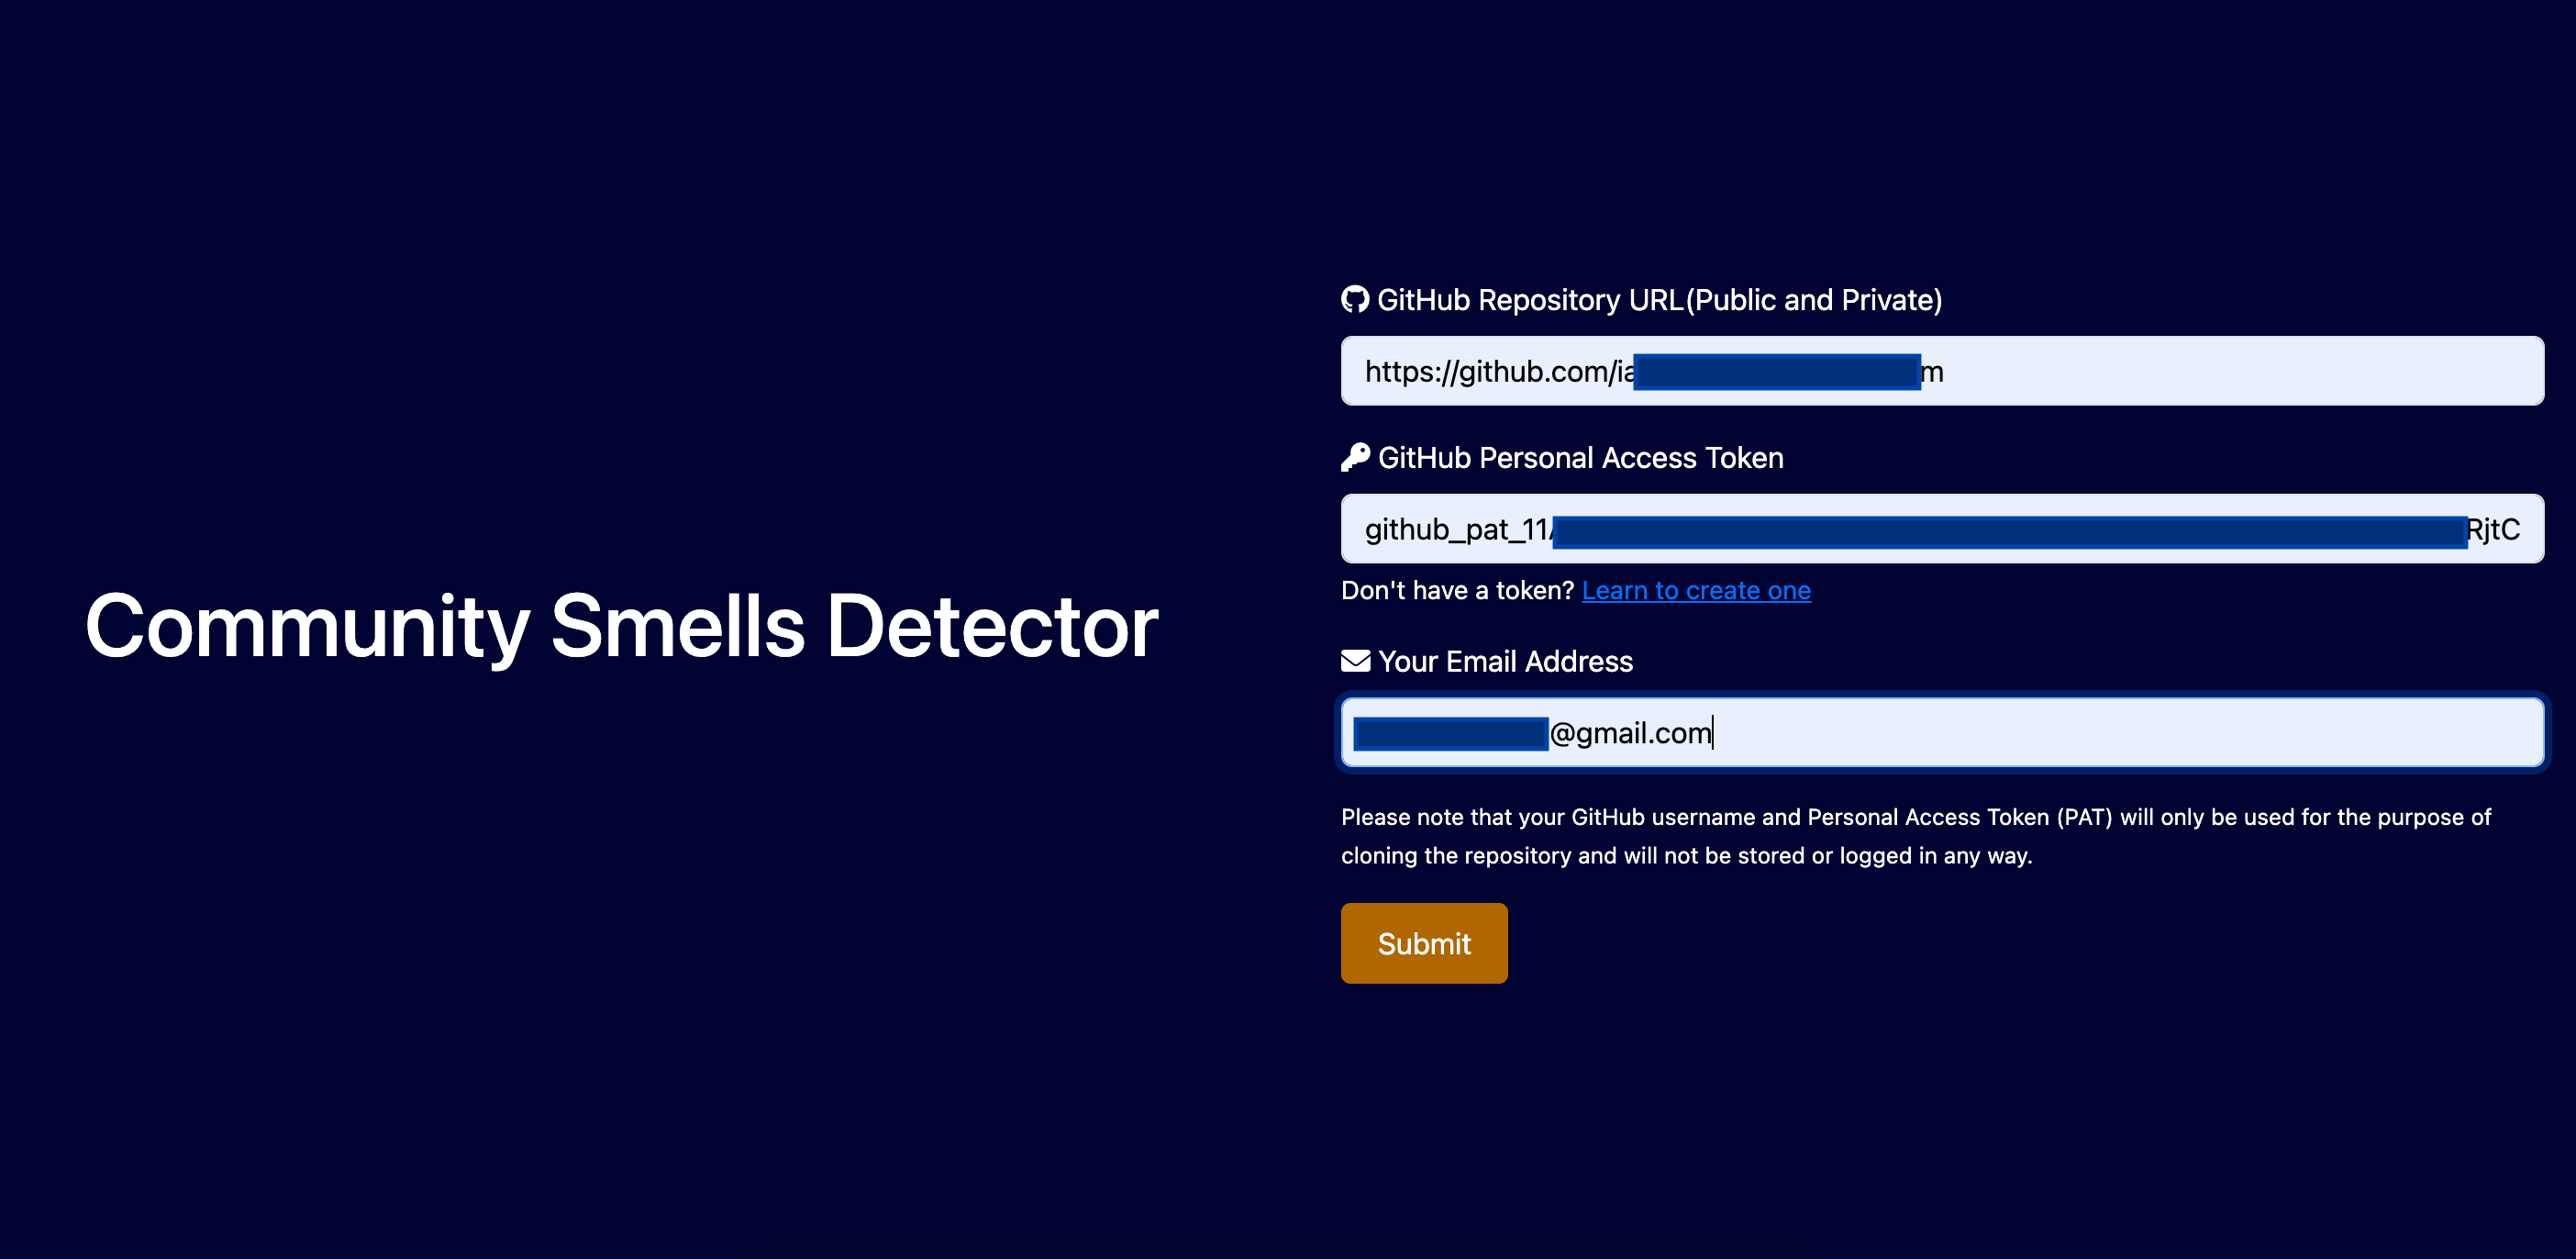 Community Smells Detector
GitHub Repository URL(Public and Private)
https://github.com/ia m
GitHub Personal Access Token
github_pat_11 RjtC
Don't have a token? Learn to create one
Your Email Address
@gmail.com
Please note that your GitHub username and Personal Access Token (PAT) will only be used for the purpose of
cloning the repository and will not be stored or logged in any way.
Submit